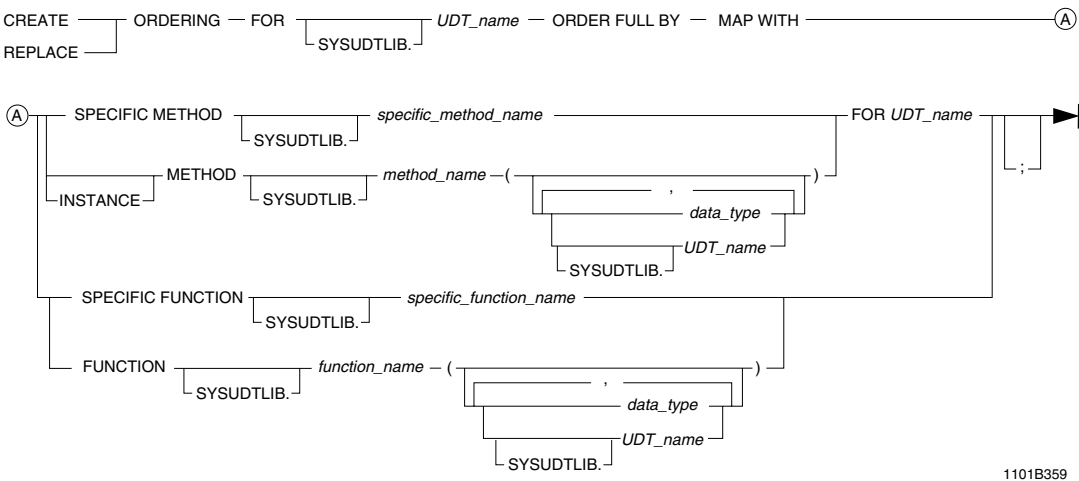 CREATE ORDERING FOR UDT_name ORDER FULL BY MAP WITH A
SYSUDTLIB.
REPLACE
A SPECIFIC METHOD specific_method_name FOR UDT_name
SYSUDTLIB.
;
METHOD method_name ( )
INSTANCE SYSUDTLIB. ,
data_type
UDT_name
SYSUDTLIB.
SPECIFIC FUNCTION specific_function_name
SYSUDTLIB.
FUNCTION function_name ( )
SYSUDTLIB. ,
data_type
UDT_name
SYSUDTLIB.
1101B359